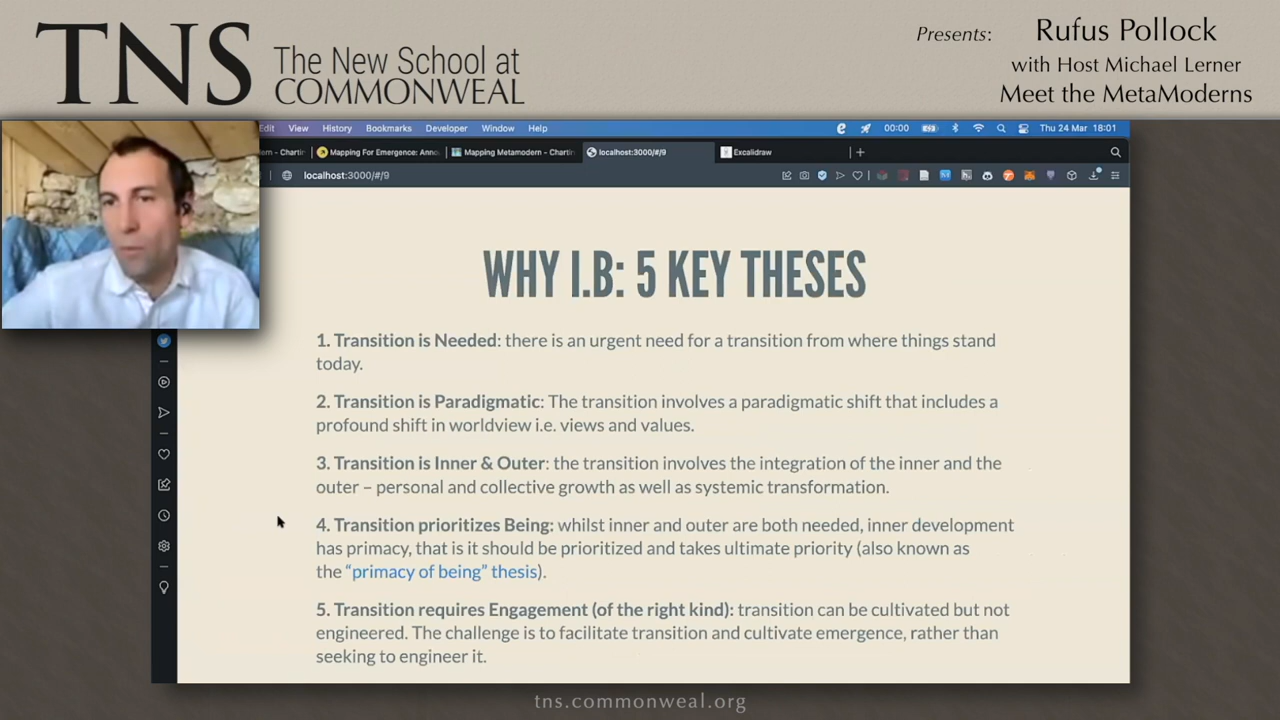 TNS
The New School at
COMMONWEAL
Presents: Rufus Pollock
with Host Michael Lerner
Meet the MetaModerns
Edit View History Bookmarks Developer Window Help
00:00 Thu 24 Mar 18:01
Mapping For Emergence: Anno
Mapping Metamodern - Chartin
localhost:3000/#/9
Excalidraw
localhost:3000/#/9
WHY I.B: 5 KEY THESES
1. Transition is Needed: there is an urgent need for a transition from where things stand
today.
2. Transition is Paradigmatic: The transition involves a paradigmatic shift that includes a
profound shift in worldview i.e. views and values.
3. Transition is Inner & Outer: the transition involves the integration of the inner and the
outer – personal and collective growth as well as systemic transformation.
4. Transition prioritizes Being: whilst inner and outer are both needed, inner development
has primacy, that is it should be prioritized and takes ultimate priority (also known as
the “primacy of being” thesis).
5. Transition requires Engagement (of the right kind): transition can be cultivated but not
engineered. The challenge is to facilitate transition and cultivate emergence, rather than
seeking to engineer it.
tns.commonweal.org